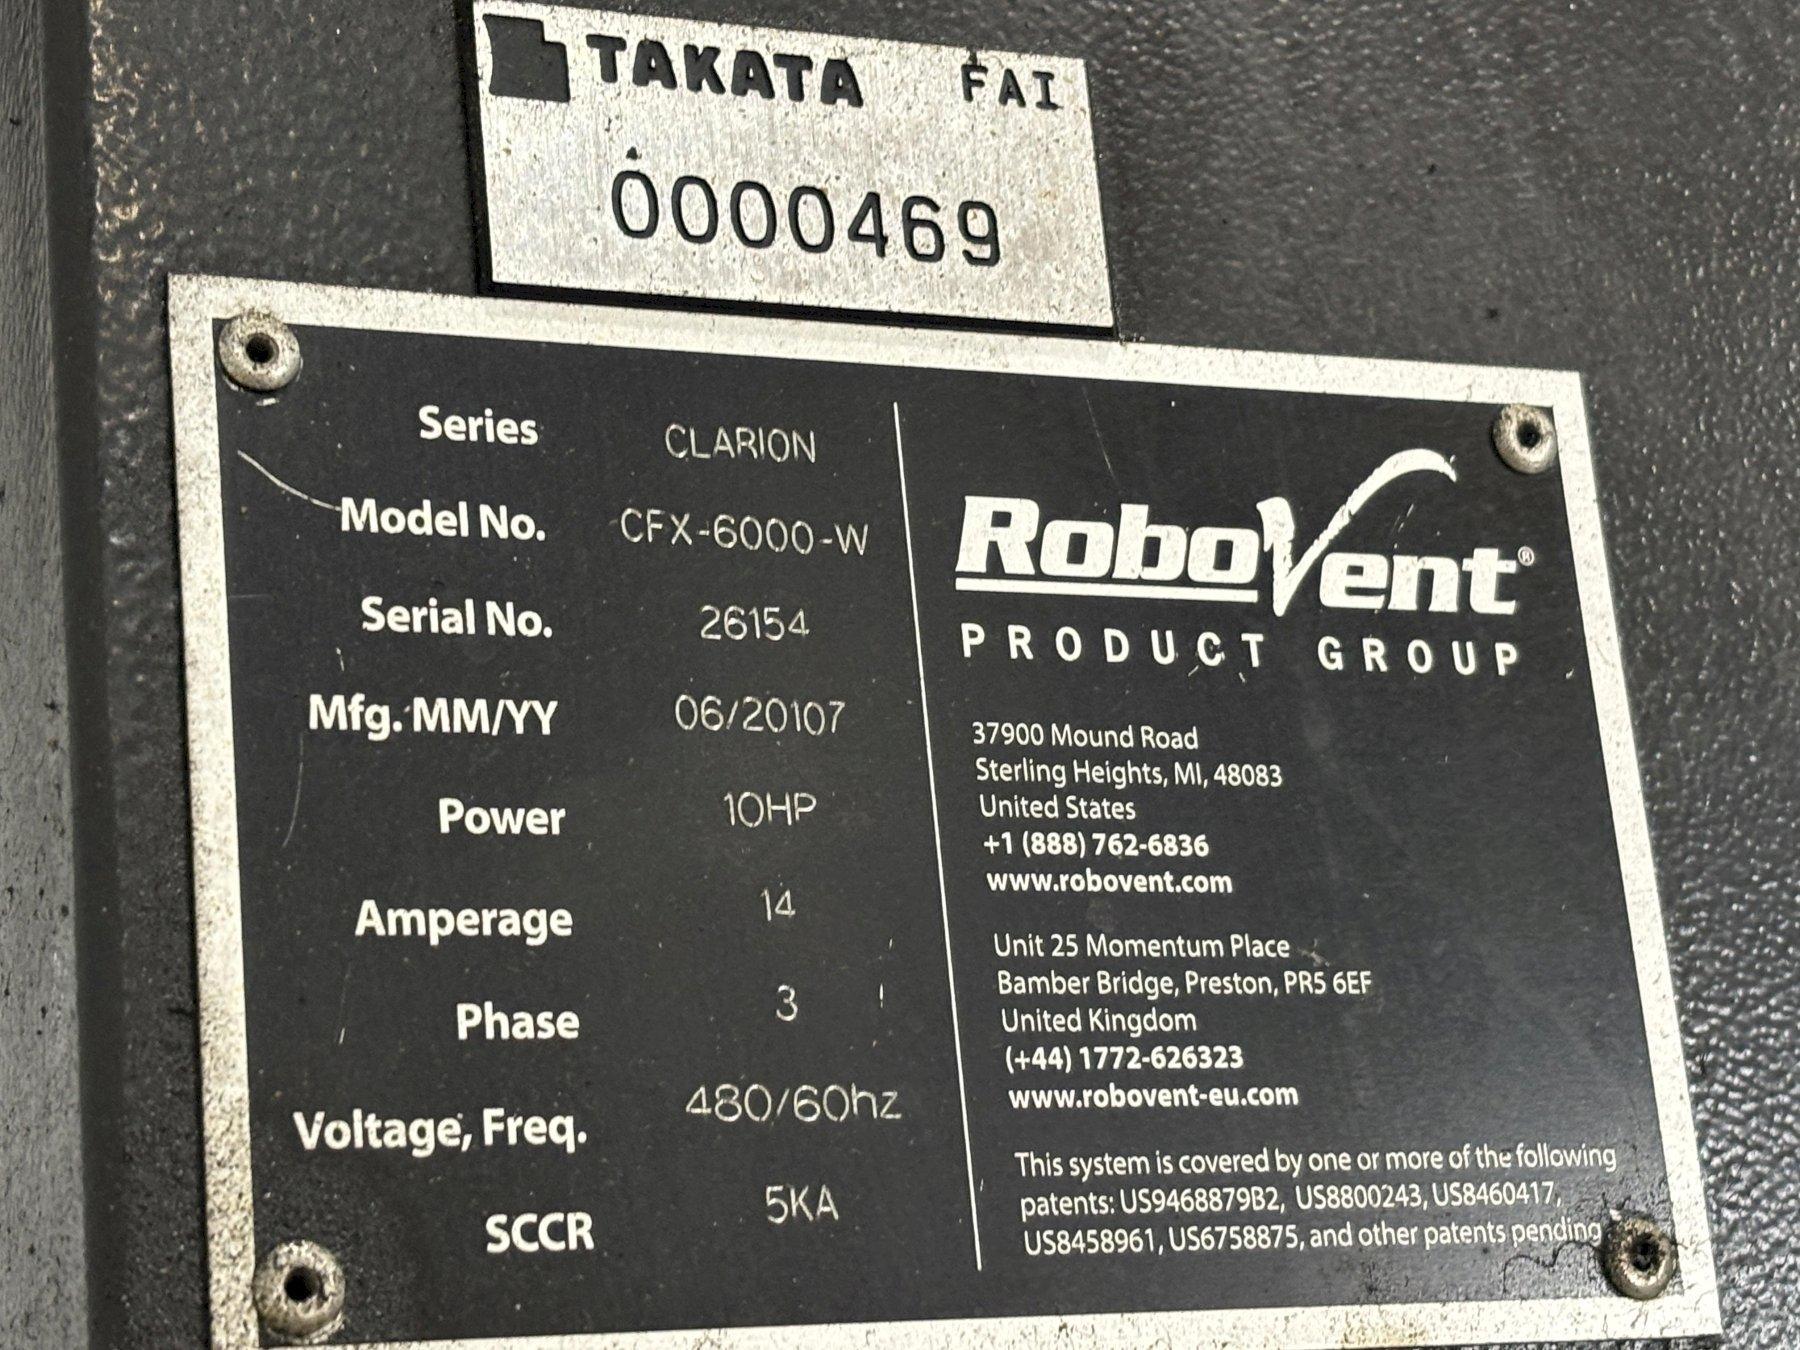 TAKATA FAI
0000469
Series CLARION
Model No. CFX-6000-W
Serial No. 26154
Mfg. MM/YY 06/20107
Power 10HP
Amperage 14
Phase 3
Voltage, Freq. 480/60hz
SCCR 5KA
RoboVent®
PRODUCT GROUP
37900 Mound Road
Sterling Heights, MI, 48083
United States
+1 (888) 762-6836
www.robovent.com
Unit 25 Momentum Place
Bamber Bridge, Preston, PR5 6EF
United Kingdom
(+44) 1772-626323
www.robovent-eu.com
This system is covered by one or more of the following
patents: US9468879B2, US8800243, US8460417,
US8458961, US6758875, and other patents pending